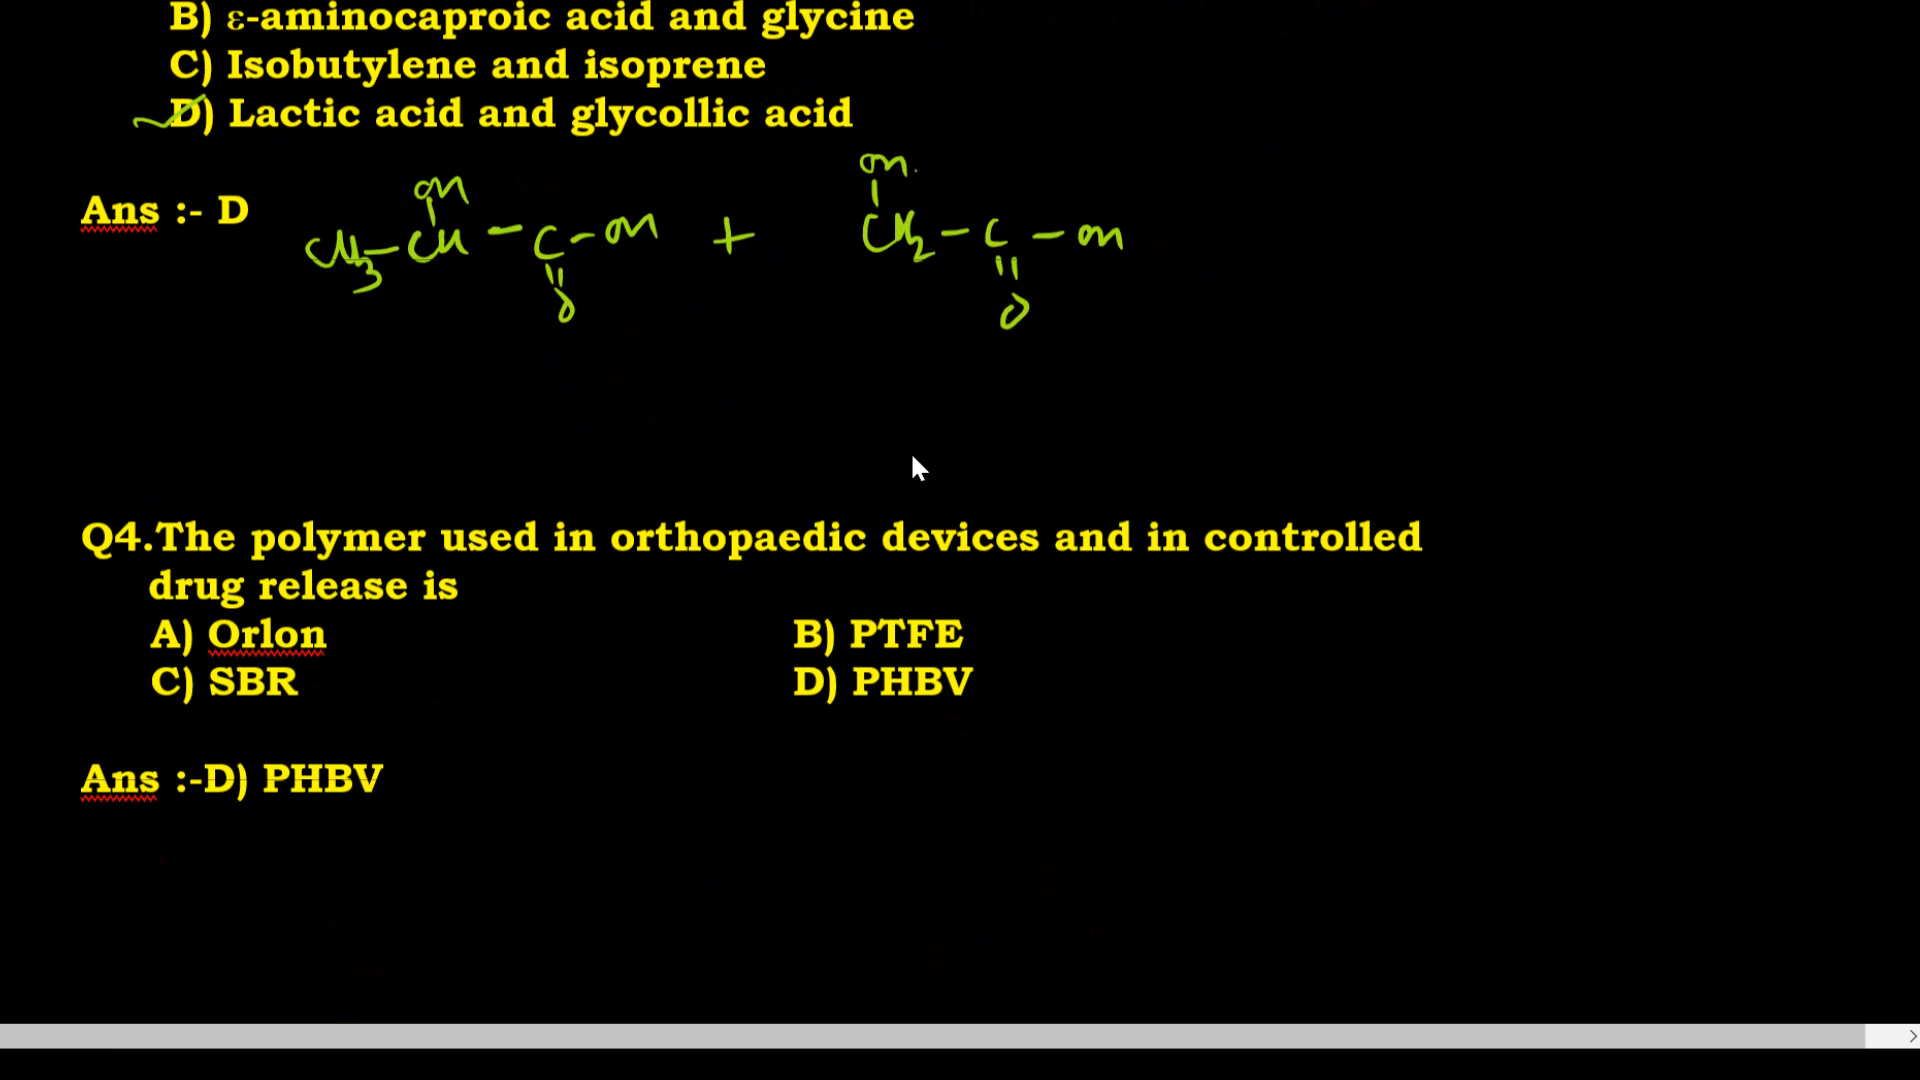 B) ε-aminocaproic acid and glycine
C) Isobutylene and isoprene
D) Lactic acid and glycollic acid
OH OH
Ans :- D
CH3-CH-C-OH + CH2-C-OH
O O
Q4.The polymer used in orthopaedic devices and in controlled
drug release is
A) Orlon B) PTFE
C) SBR D) PHBV
Ans :-D) PHBV